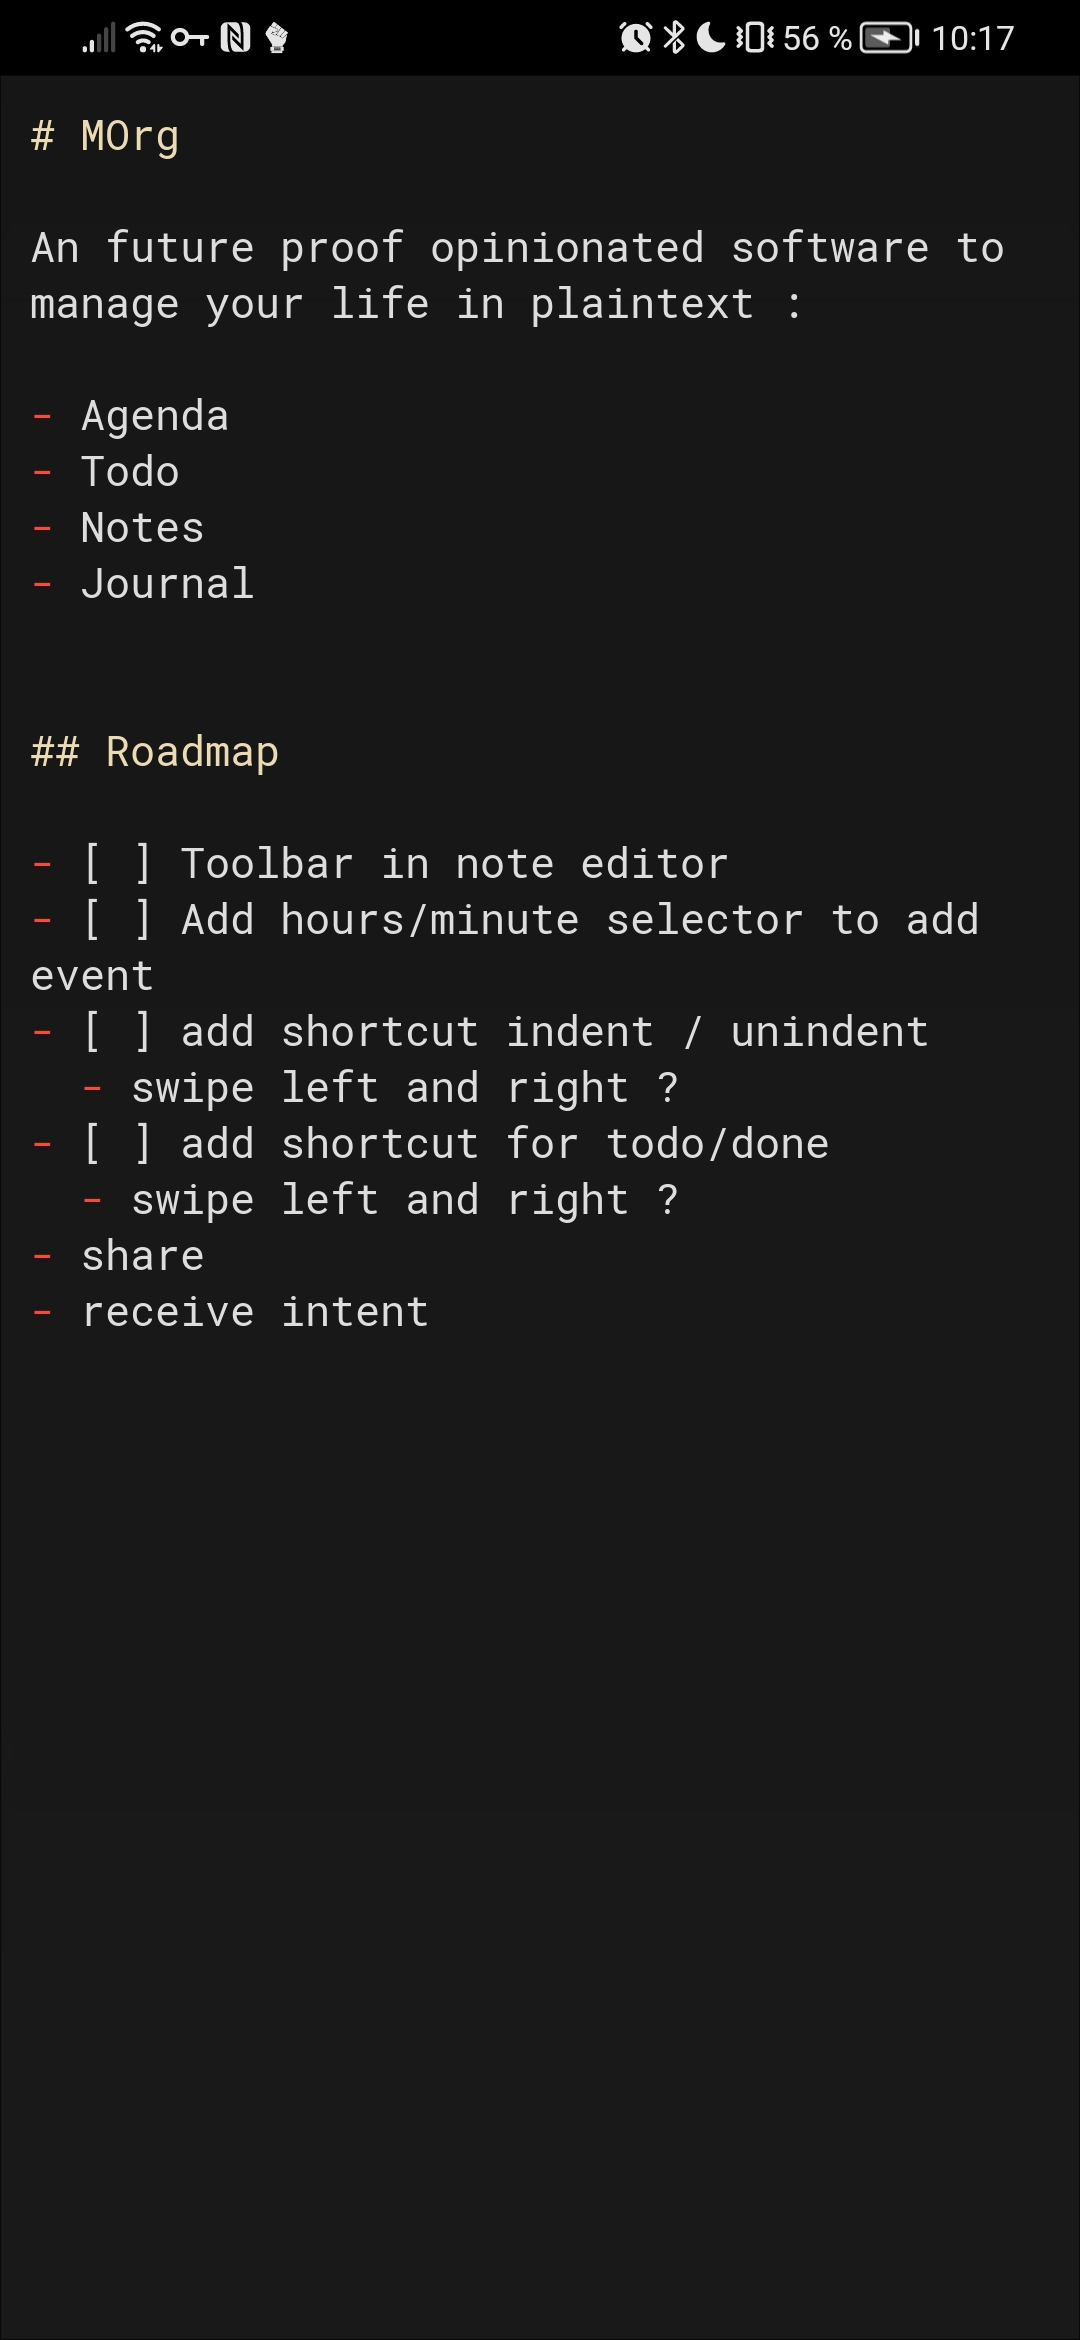 56 % 10:17
# MOrg
An future proof opinionated software to
manage your life in plaintext :
- Agenda
- Todo
- Notes
- Journal
## Roadmap
- [ ] Toolbar in note editor
- [ ] Add hours/minute selector to add
event
- [ ] add shortcut indent / unindent
  - swipe left and right ?
- [ ] add shortcut for todo/done
  - swipe left and right ?
- share
- receive intent